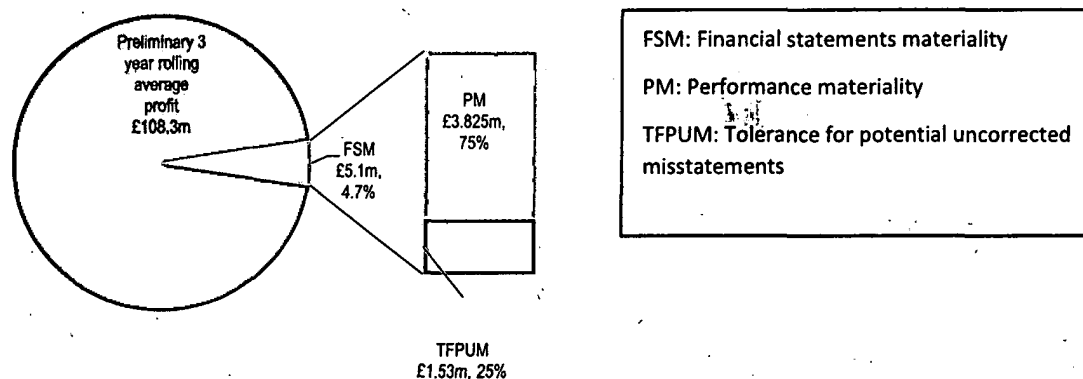 Preliminary 3
year rolling
average
profit
£108.3m
FSM
£5.1m,
4.7%
PM
£3.825m,
75%
TFPUM
£1.53m, 25%
FSM: Financial statements materiality
PM: Performance materiality
TFPUM: Tolerance for potential uncorrected
misstatements